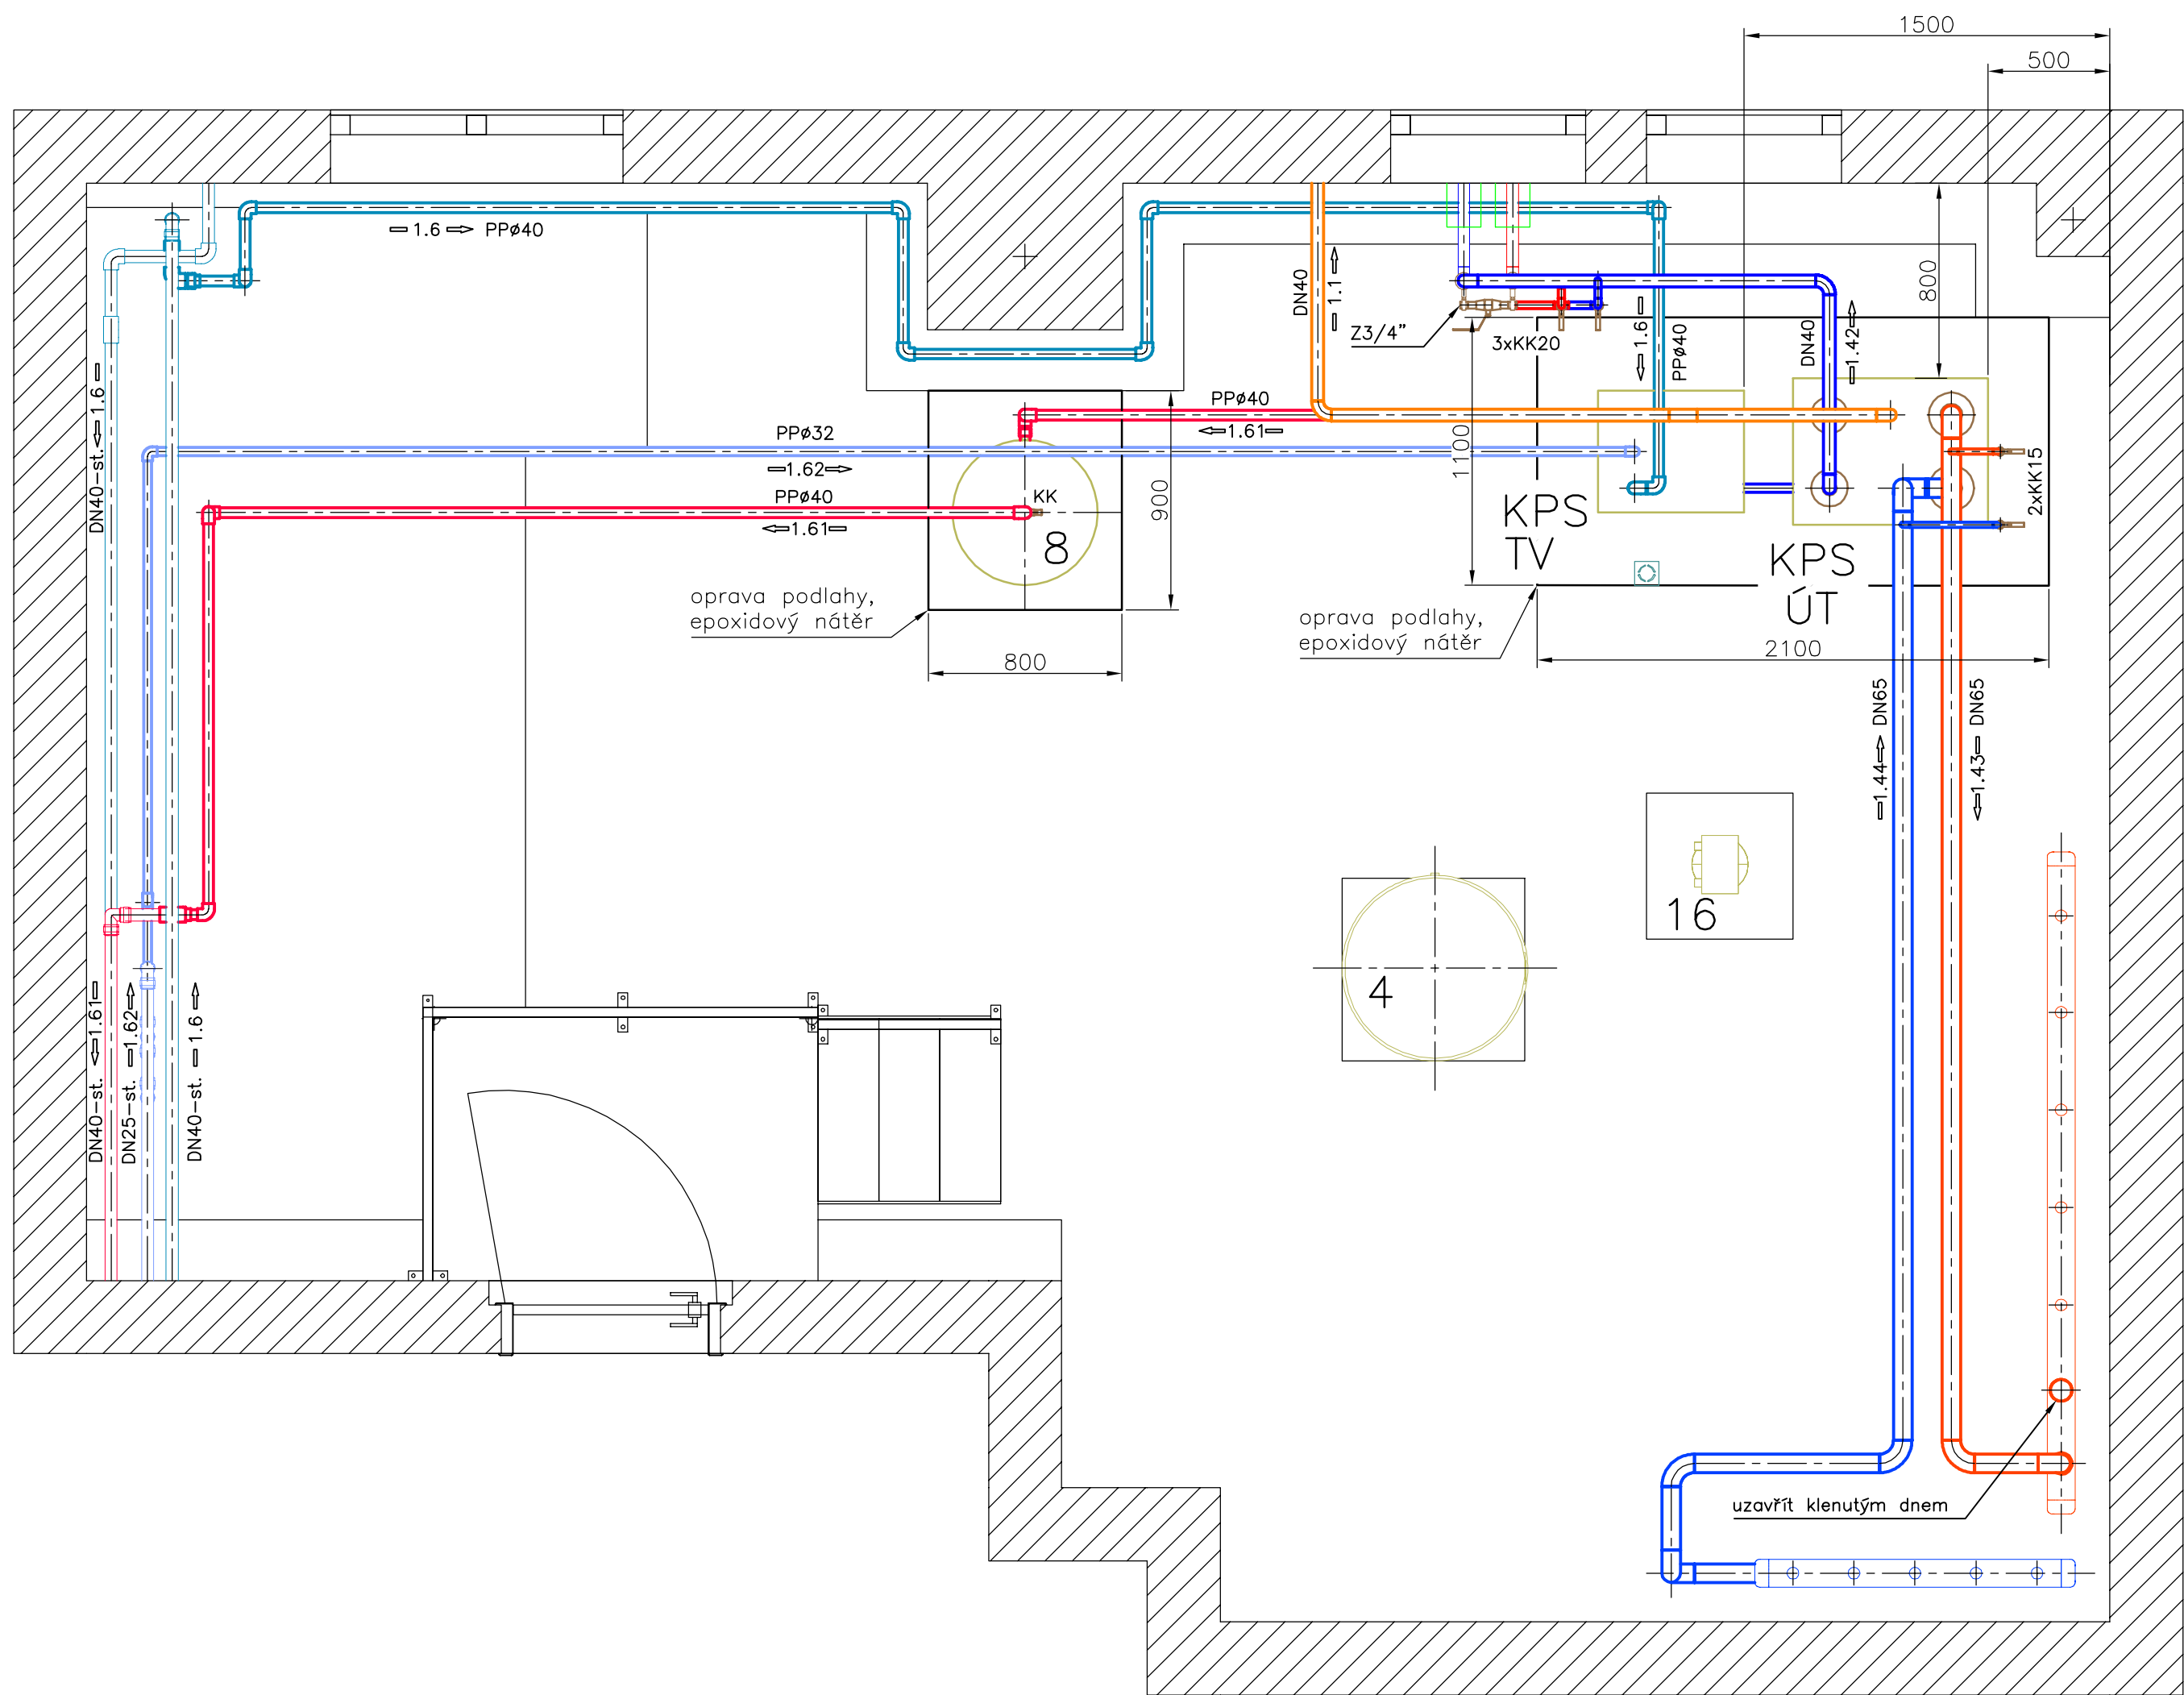 1500
500
1.6
PPø40
DN40
1.1
800
Z3/4"
3xKK20
1.6
PPø40
DN40
1.42
DN40-st.
1.6
PPø40
1.61
PPø32
1.62
1100
2xKK15
PPø40
KK
1.61
900
8
KPS
TV
KPS
ÚT
oprava podlahy,
epoxidový nátěr
oprava podlahy,
epoxidový nátěr
800
2100
1.44
DN65
1.43
DN65
16
4
DN40-st.
1.61
DN25-st.
1.62
DN40-st.
1.6
uzavřít klenutým dnem